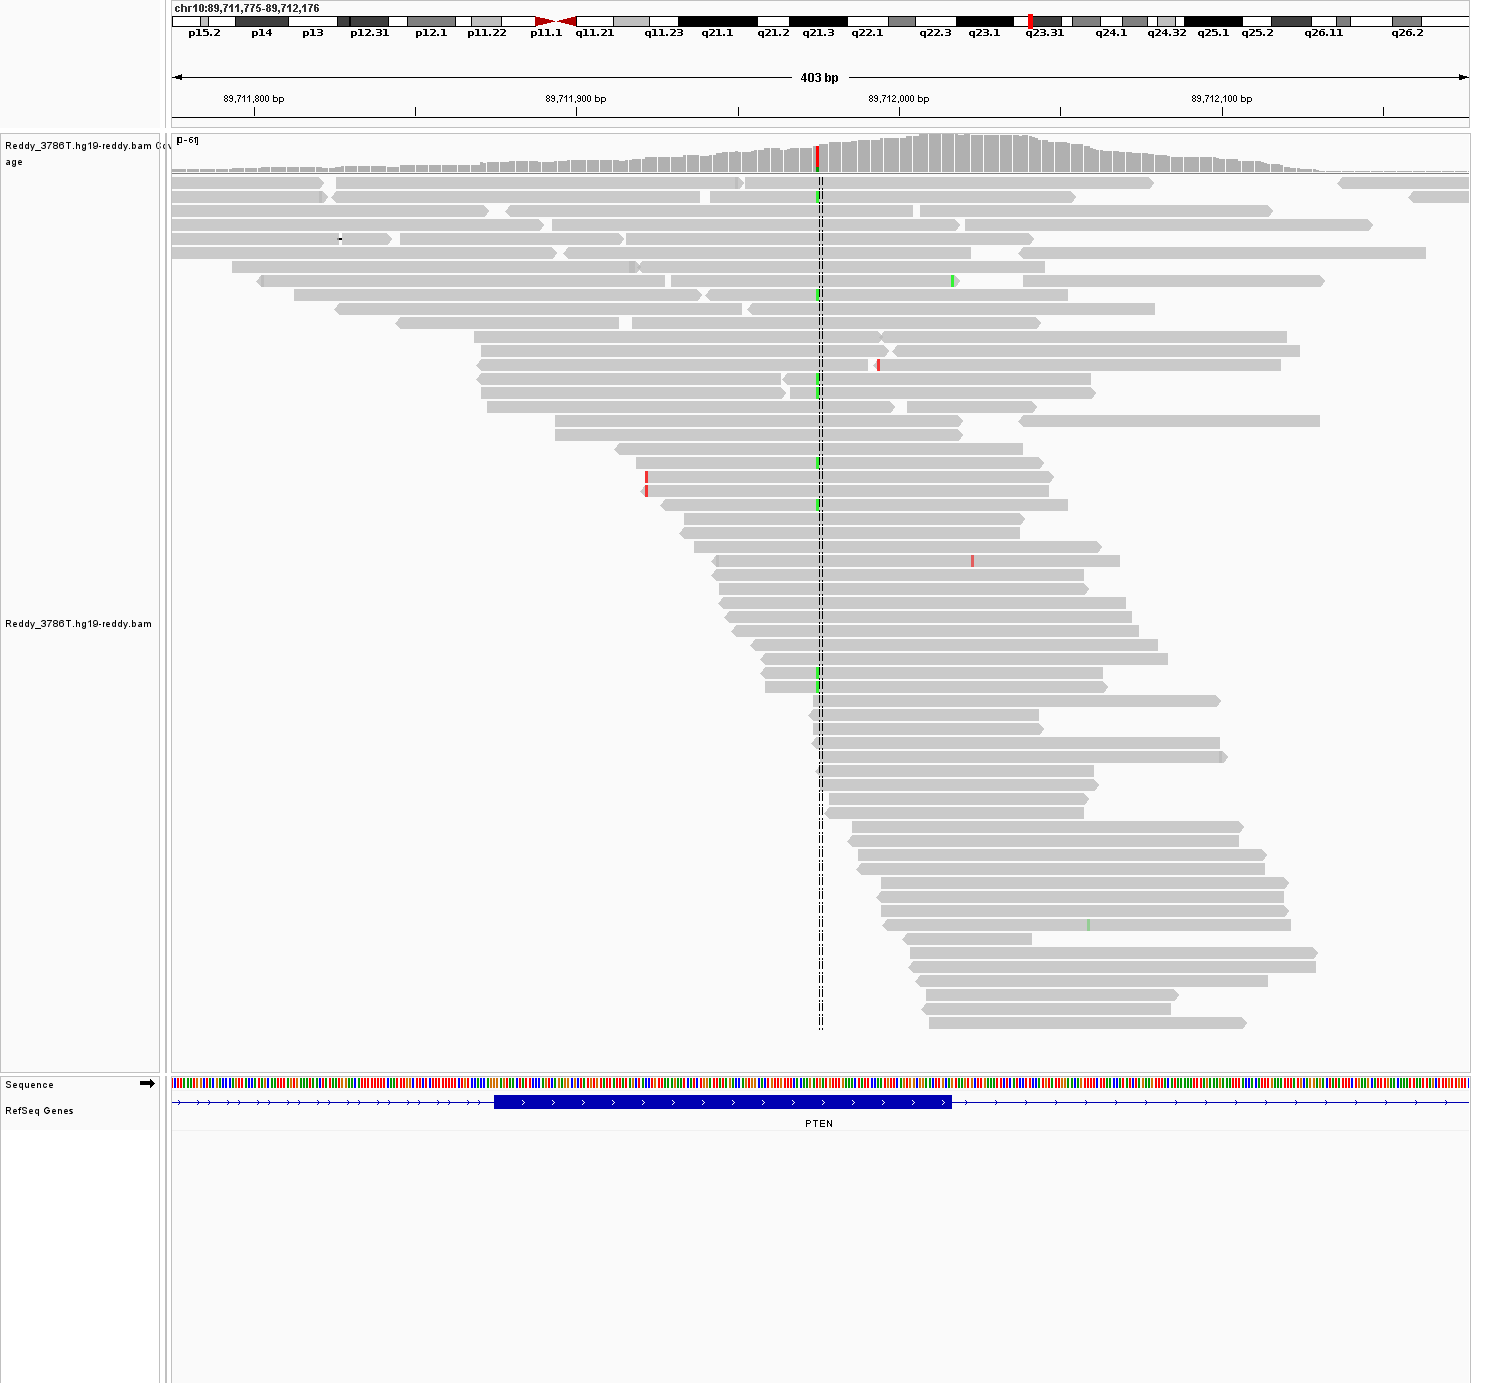 chr10:89,711,775-89,712,176
p15.2 p14 p13 p12.31 p12.1 p11.22 p11.1 q11.21 q11.23 q21.1 q21.2 q21.3 q22.1 q22.3 q23.1 q23.31 q24.1 q24.32 q25.1 q25.2 q26.11 q26.2
403 bp
89,711,800 bp 89,711,900 bp 89,712,000 bp 89,712,100 bp
Reddy_3786T.hg19-reddy.bam Cov
age
[0-61]
Reddy_3786T.hg19-reddy.bam
Sequence
RefSeq Genes
PTEN